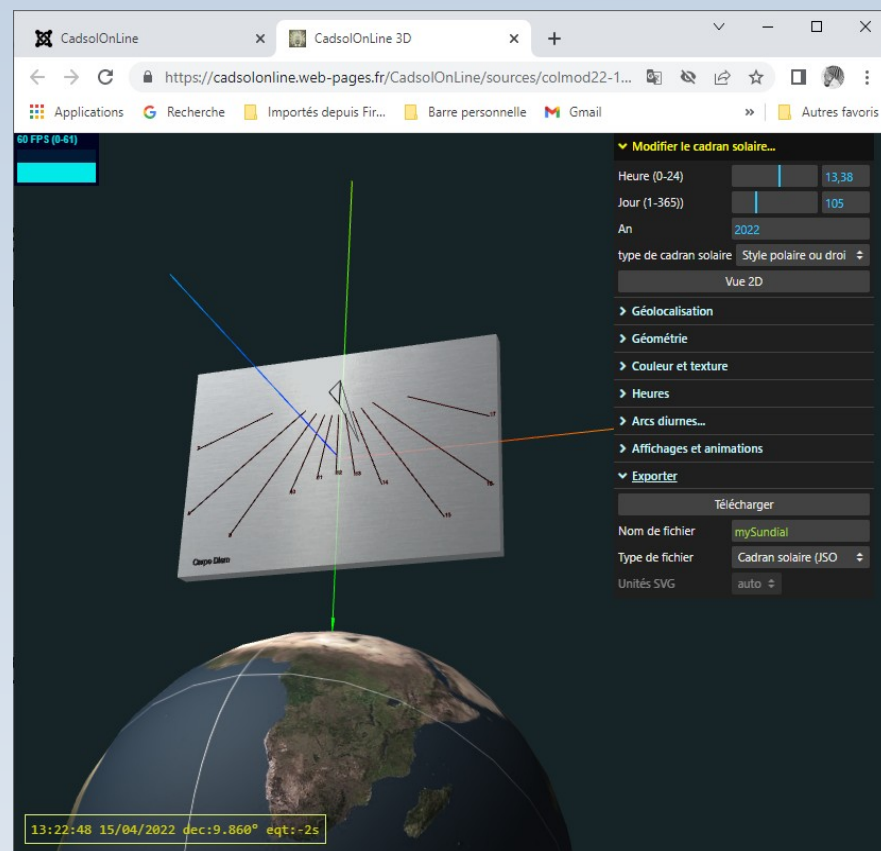 CadsolOnLine
CadsolOnLine 3D
https://cadsolonline.web-pages.fr/CadsolOnLine/sources/colmod22-1...
Applications Recherche Importés depuis Fir... Barre personnelle Gmail » Autres favoris
60 FPS (0-61)
Modifier le cadran solaire...
Heure (0-24) 13,38
Jour (1-365)) 105
An 2022
type de cadran solaire Style polaire ou droi
Vue 2D
Géolocalisation
Géométrie
Couleur et texture
Heures
Arcs diurnes...
Affichages et animations
Exporter
Télécharger
Nom de fichier mySundial
Type de fichier Cadran solaire (JSO
Unités SVG auto
17
12
14
15
Carpe Diem
13:22:48 15/04/2022 dec:9.860° eqt:-2s